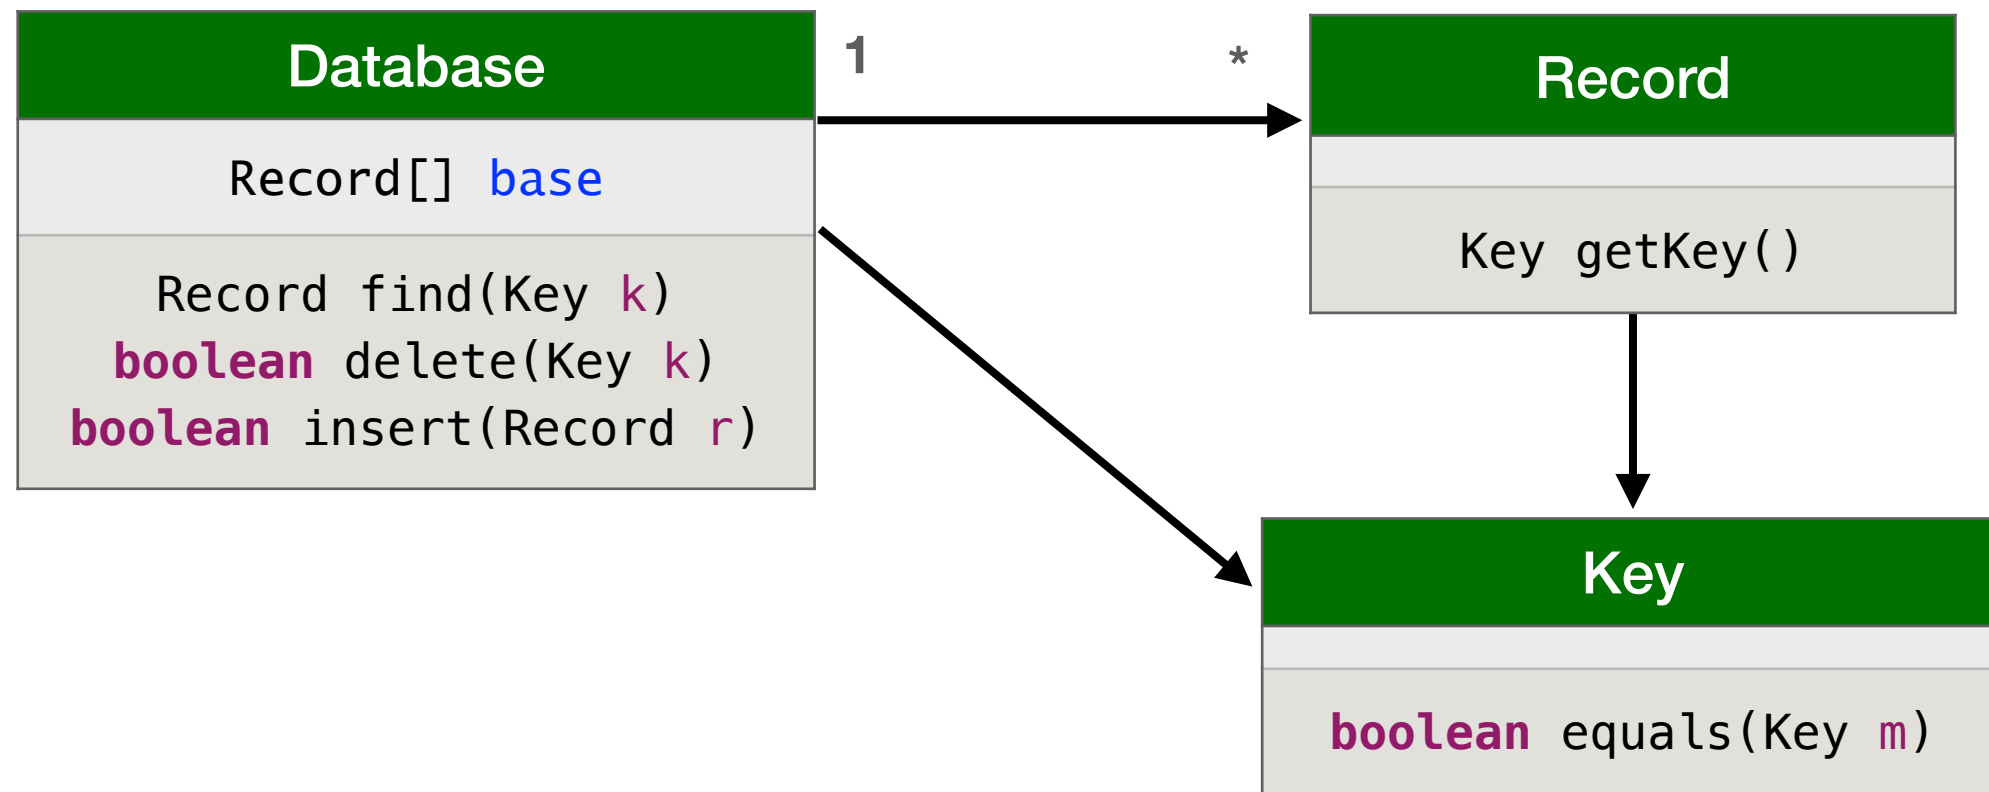 Database
Record[] base
Record find(Key k)
boolean delete(Key k)
boolean insert(Record r)
1
*
Record
Key getKey()
Key
boolean equals(Key m)